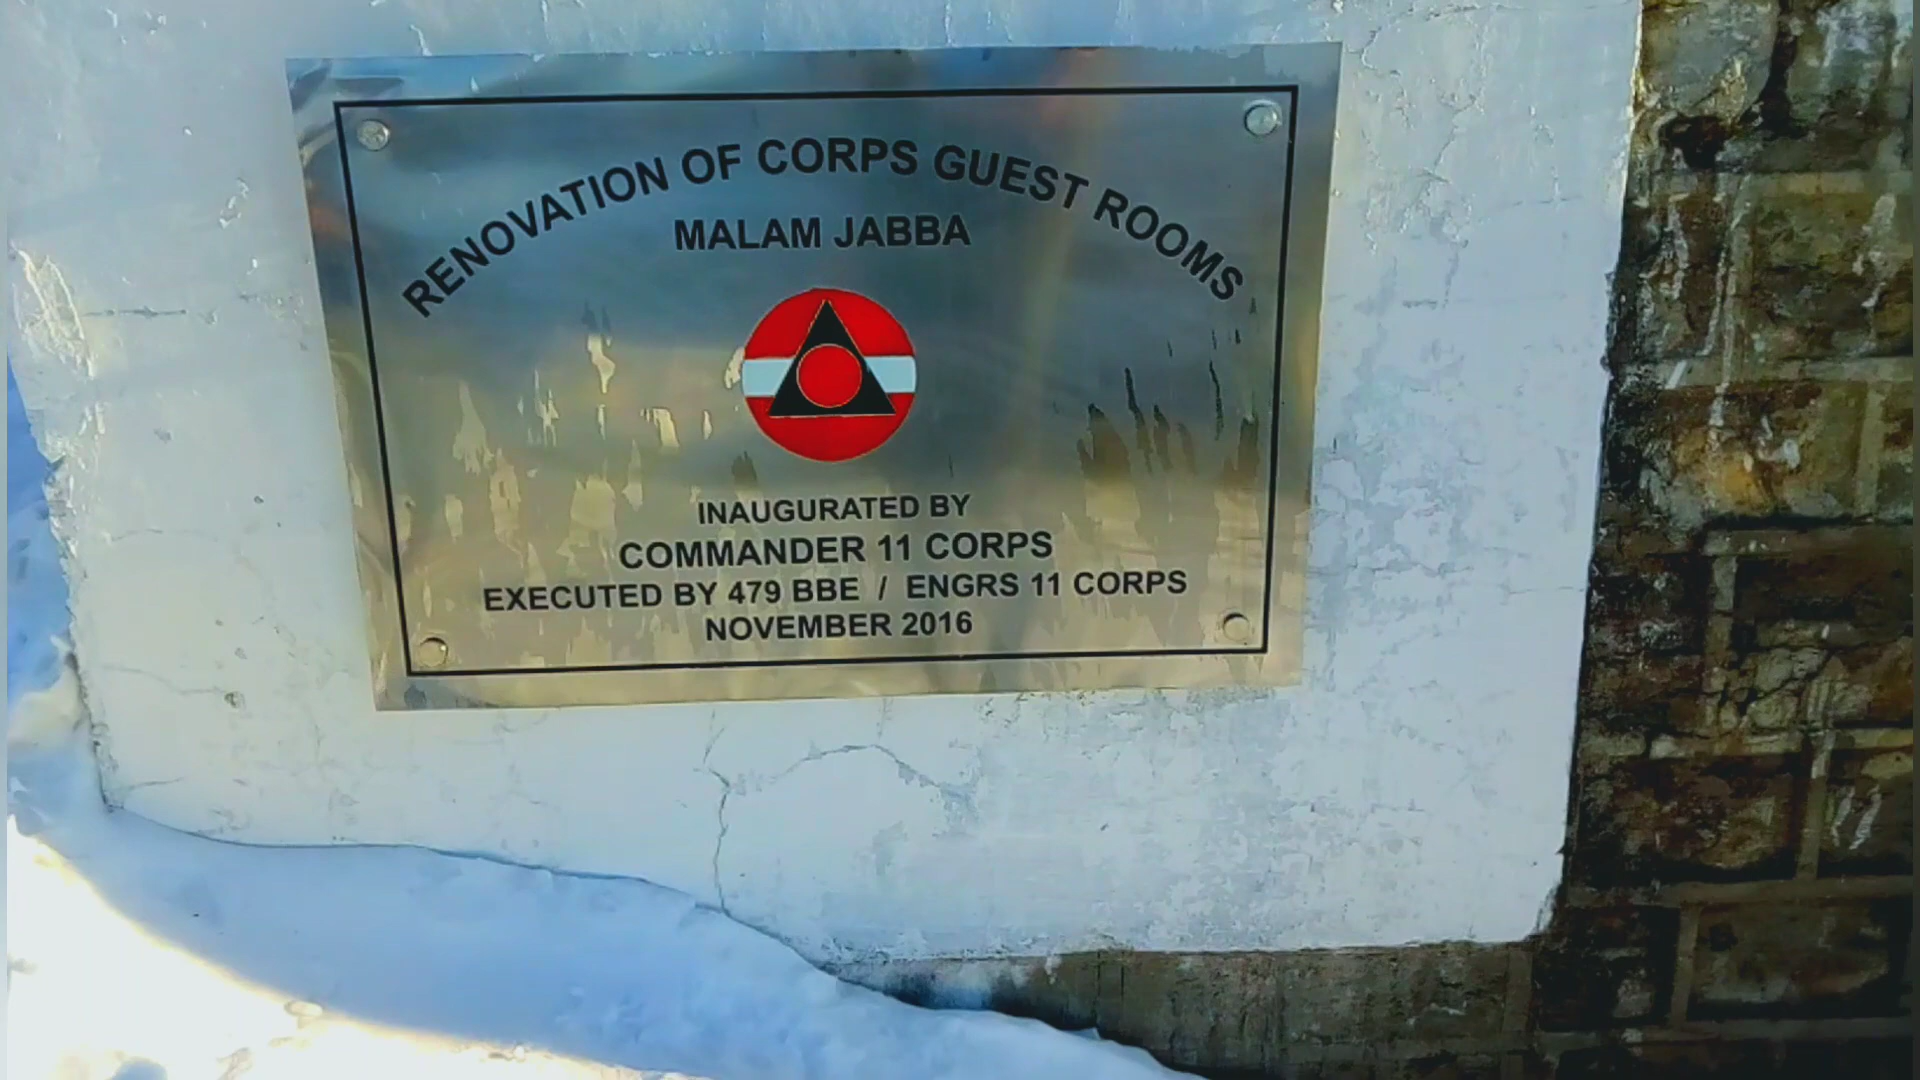 RENOVATION OF CORPS GUEST ROOMS
MALAM JABBA
INAUGURATED BY
COMMANDER 11 CORPS
EXECUTED BY 479 BBE / ENGRS 11 CORPS
NOVEMBER 2016